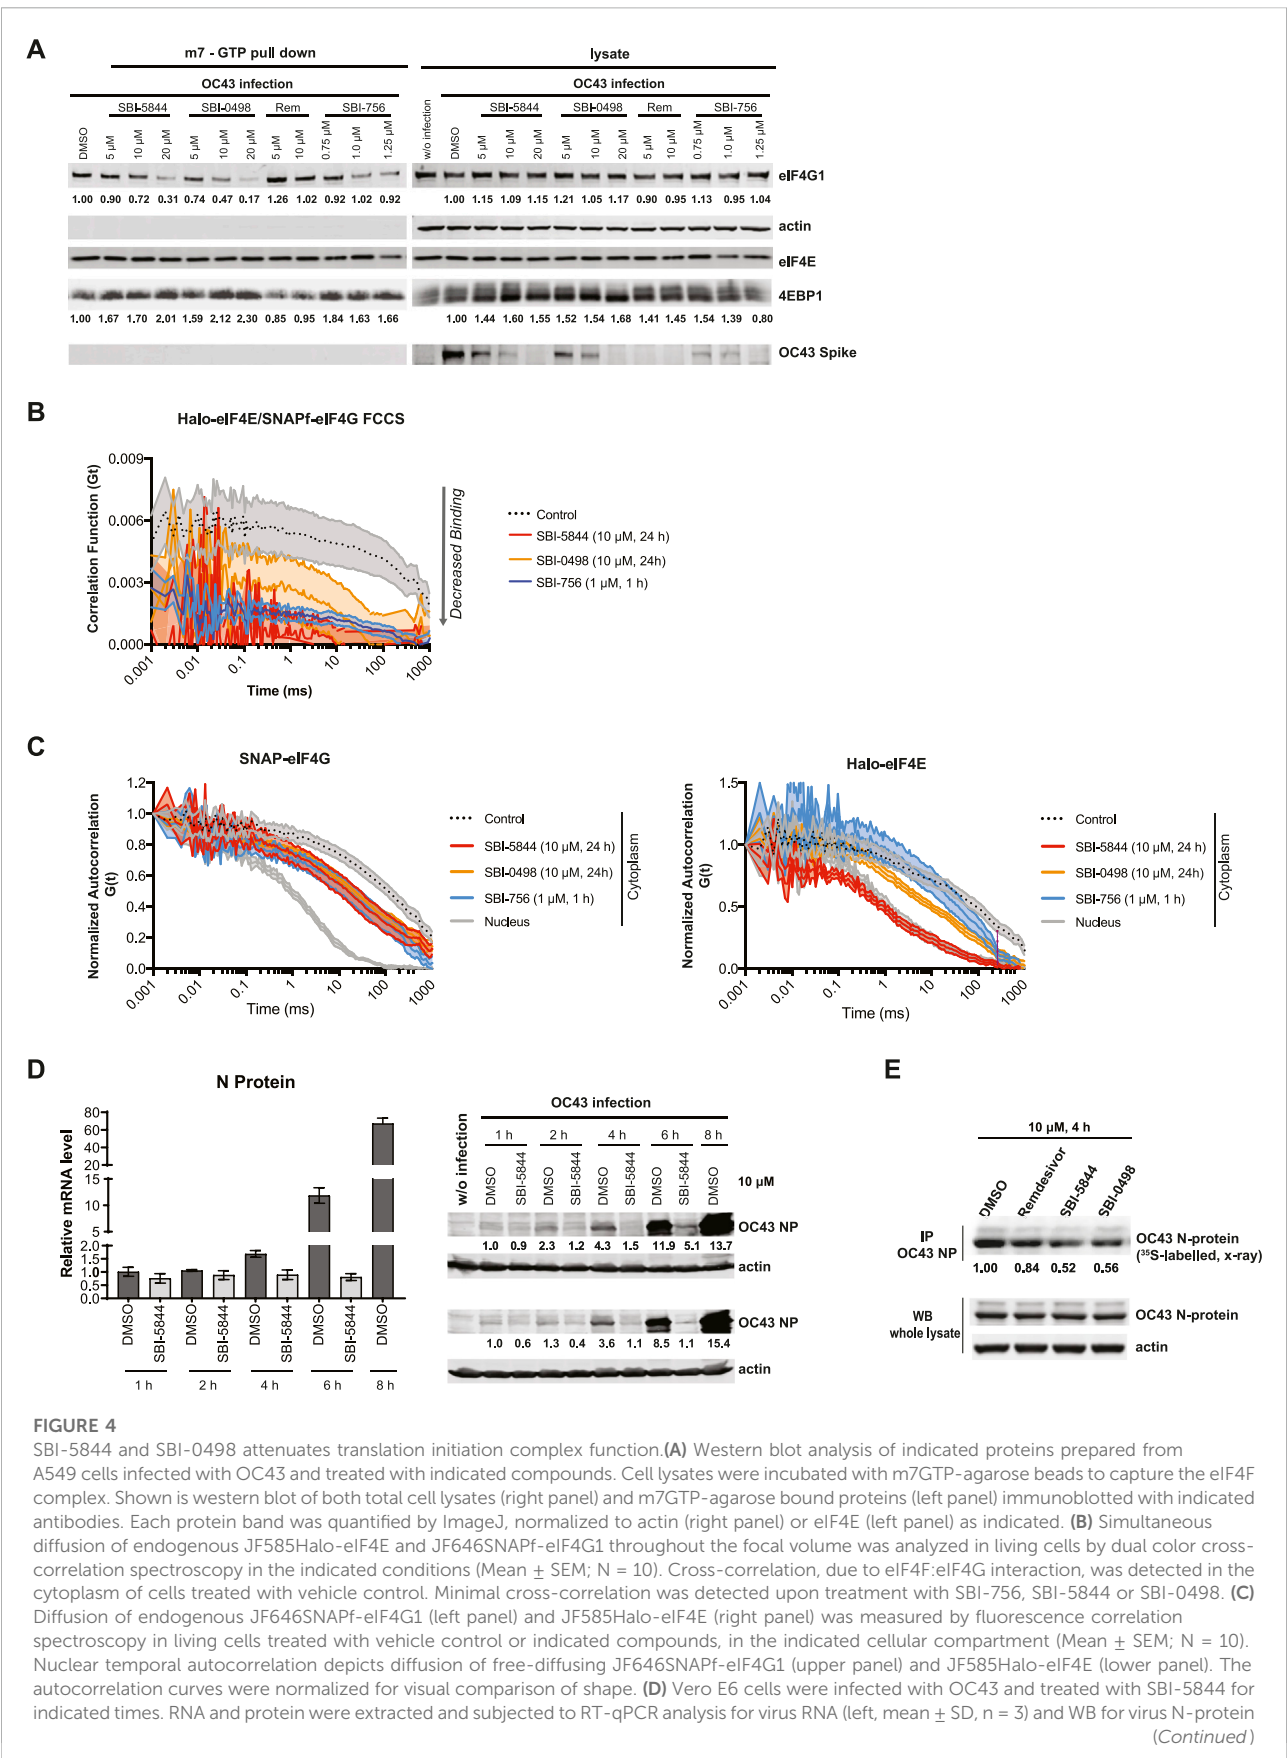 A
m7 - GTP pull down
lysate
OC43 infection
OC43 infection
SBI-5844 SBI-0498 Rem SBI-756
SBI-5844 SBI-0498 Rem SBI-756
DMSO 5 µM 10 µM 20 µM 5 µM 10 µM 20 µM 5 µM 10 µM 0.75 µM 1.0 µM 1.25 µM
w/o infection DMSO 5 µM 10 µM 20 µM 5 µM 10 µM 20 µM 5 µM 10 µM 0.75 µM 1.0 µM 1.25 µM
eIF4G1
1.00 0.90 0.72 0.31 0.74 0.47 0.17 1.26 1.02 0.92 1.02 0.92
1.00 1.15 1.09 1.15 1.21 1.05 1.17 0.90 0.95 1.13 0.95 1.04
actin
eIF4E
4EBP1
1.00 1.67 1.70 2.01 1.59 2.12 2.30 0.85 0.95 1.84 1.63 1.66
1.00 1.44 1.60 1.55 1.52 1.54 1.68 1.41 1.45 1.54 1.39 0.80
OC43 Spike
B
Halo-eIF4E/SNAPf-eIF4G FCCS
Correlation Function (Gt)
0.009
0.006
0.003
0.000
0.001 0.01 0.1 1 10 100 1000
Time (ms)
Decreased Binding
Control
SBI-5844 (10 µM, 24 h)
SBI-0498 (10 µM, 24h)
SBI-756 (1 µM, 1 h)
C
SNAP-eIF4G
Normalized Autocorrelation
G(t)
1.2
1.0
0.8
0.6
0.4
0.2
0.0
0.001 0.01 0.1 1 10 100 1000
Time (ms)
Control
SBI-5844 (10 µM, 24 h)
SBI-0498 (10 µM, 24h)
SBI-756 (1 µM, 1 h)
Nucleus
Cytoplasm
Halo-eIF4E
Normalized Autocorrelation
G(t)
1.5
1.0
0.5
0.0
0.001 0.01 0.1 1 10 100 1000
Time (ms)
Control
SBI-5844 (10 µM, 24 h)
SBI-0498 (10 µM, 24h)
SBI-756 (1 µM, 1 h)
Nucleus
Cytoplasm
D
N Protein
Relative mRNA level
80
60
40
20
15
10
5
2.0
1.5
1.0
0.5
0.0
DMSO SBI-5844 DMSO SBI-5844 DMSO SBI-5844 DMSO SBI-5844 DMSO
1 h 2 h 4 h 6 h 8 h
OC43 infection
w/o infection
1 h 2 h 4 h 6 h 8 h
DMSO SBI-5844 DMSO SBI-5844 DMSO SBI-5844 DMSO SBI-5844 DMSO
10 µM
OC43 NP
1.0 0.9 2.3 1.2 4.3 1.5 11.9 5.1 13.7
actin
OC43 NP
1.0 0.6 1.3 0.4 3.6 1.1 8.5 1.1 15.4
actin
E
10 µM, 4 h
DMSO Remdesivor SBI-5844 SBI-0498
IP
OC43 NP
OC43 N-protein
(³⁵S-labelled, x-ray)
1.00 0.84 0.52 0.56
WB
whole lysate
OC43 N-protein
actin
FIGURE 4
SBI-5844 and SBI-0498 attenuates translation initiation complex function.(A) Western blot analysis of indicated proteins prepared from
A549 cells infected with OC43 and treated with indicated compounds. Cell lysates were incubated with m7GTP-agarose beads to capture the eIF4F
complex. Shown is western blot of both total cell lysates (right panel) and m7GTP-agarose bound proteins (left panel) immunoblotted with indicated
antibodies. Each protein band was quantified by ImageJ, normalized to actin (right panel) or eIF4E (left panel) as indicated. (B) Simultaneous
diffusion of endogenous JF585Halo-eIF4E and JF646SNAPf-eIF4G1 throughout the focal volume was analyzed in living cells by dual color cross-
correlation spectroscopy in the indicated conditions (Mean ± SEM; N = 10). Cross-correlation, due to eIF4F:eIF4G interaction, was detected in the
cytoplasm of cells treated with vehicle control. Minimal cross-correlation was detected upon treatment with SBI-756, SBI-5844 or SBI-0498. (C)
Diffusion of endogenous JF646SNAPf-eIF4G1 (left panel) and JF585Halo-eIF4E (right panel) was measured by fluorescence correlation
spectroscopy in living cells treated with vehicle control or indicated compounds, in the indicated cellular compartment (Mean ± SEM; N = 10).
Nuclear temporal autocorrelation depicts diffusion of free-diffusing JF646SNAPf-eIF4G1 (upper panel) and JF585Halo-eIF4E (lower panel). The
autocorrelation curves were normalized for visual comparison of shape. (D) Vero E6 cells were infected with OC43 and treated with SBI-5844 for
indicated times. RNA and protein were extracted and subjected to RT-qPCR analysis for virus RNA (left, mean ± SD, n = 3) and WB for virus N-protein
(Continued)